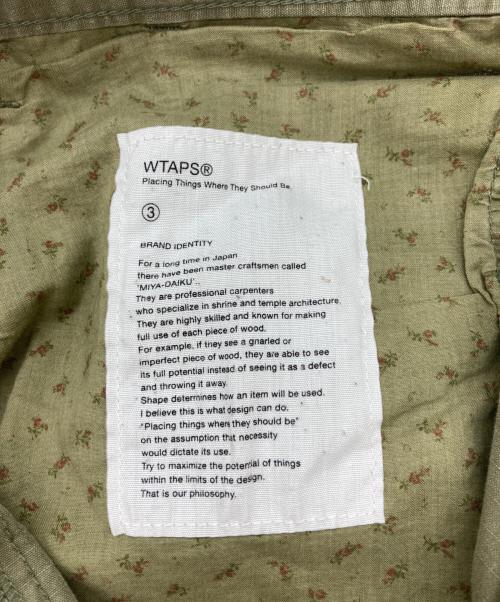 WTAPS®
Placing Things Where They Should Be.
③
BRAND IDENTITY
For a long time in Japan
there have been master craftsmen called
'MIYA-DAIKU'..
They are professional carpenters
who specialize in shrine and temple architecture.
They are highly skilled and known for making
full use of each piece of wood.
For example, if they see a gnarled or
imperfect piece of wood, they are able to see
its full potential instead of seeing it as a defect
and throwing it away.
Shape determines how an item will be used.
I believe this is what design can do.
"Placing things where they should be"
on the assumption that necessity
would dictate its use.
Try to maximize the potential of things
within the limits of the design.
That is our philosophy.